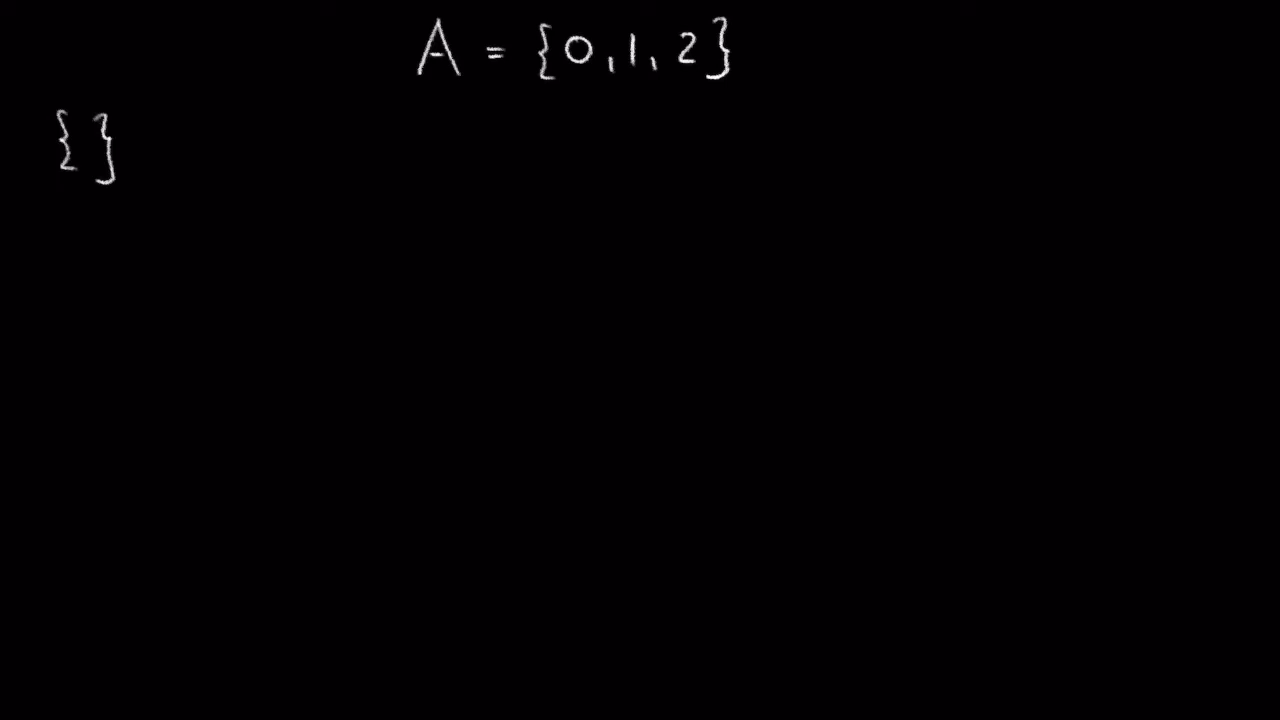 A = {0, 1, 2}
{ }